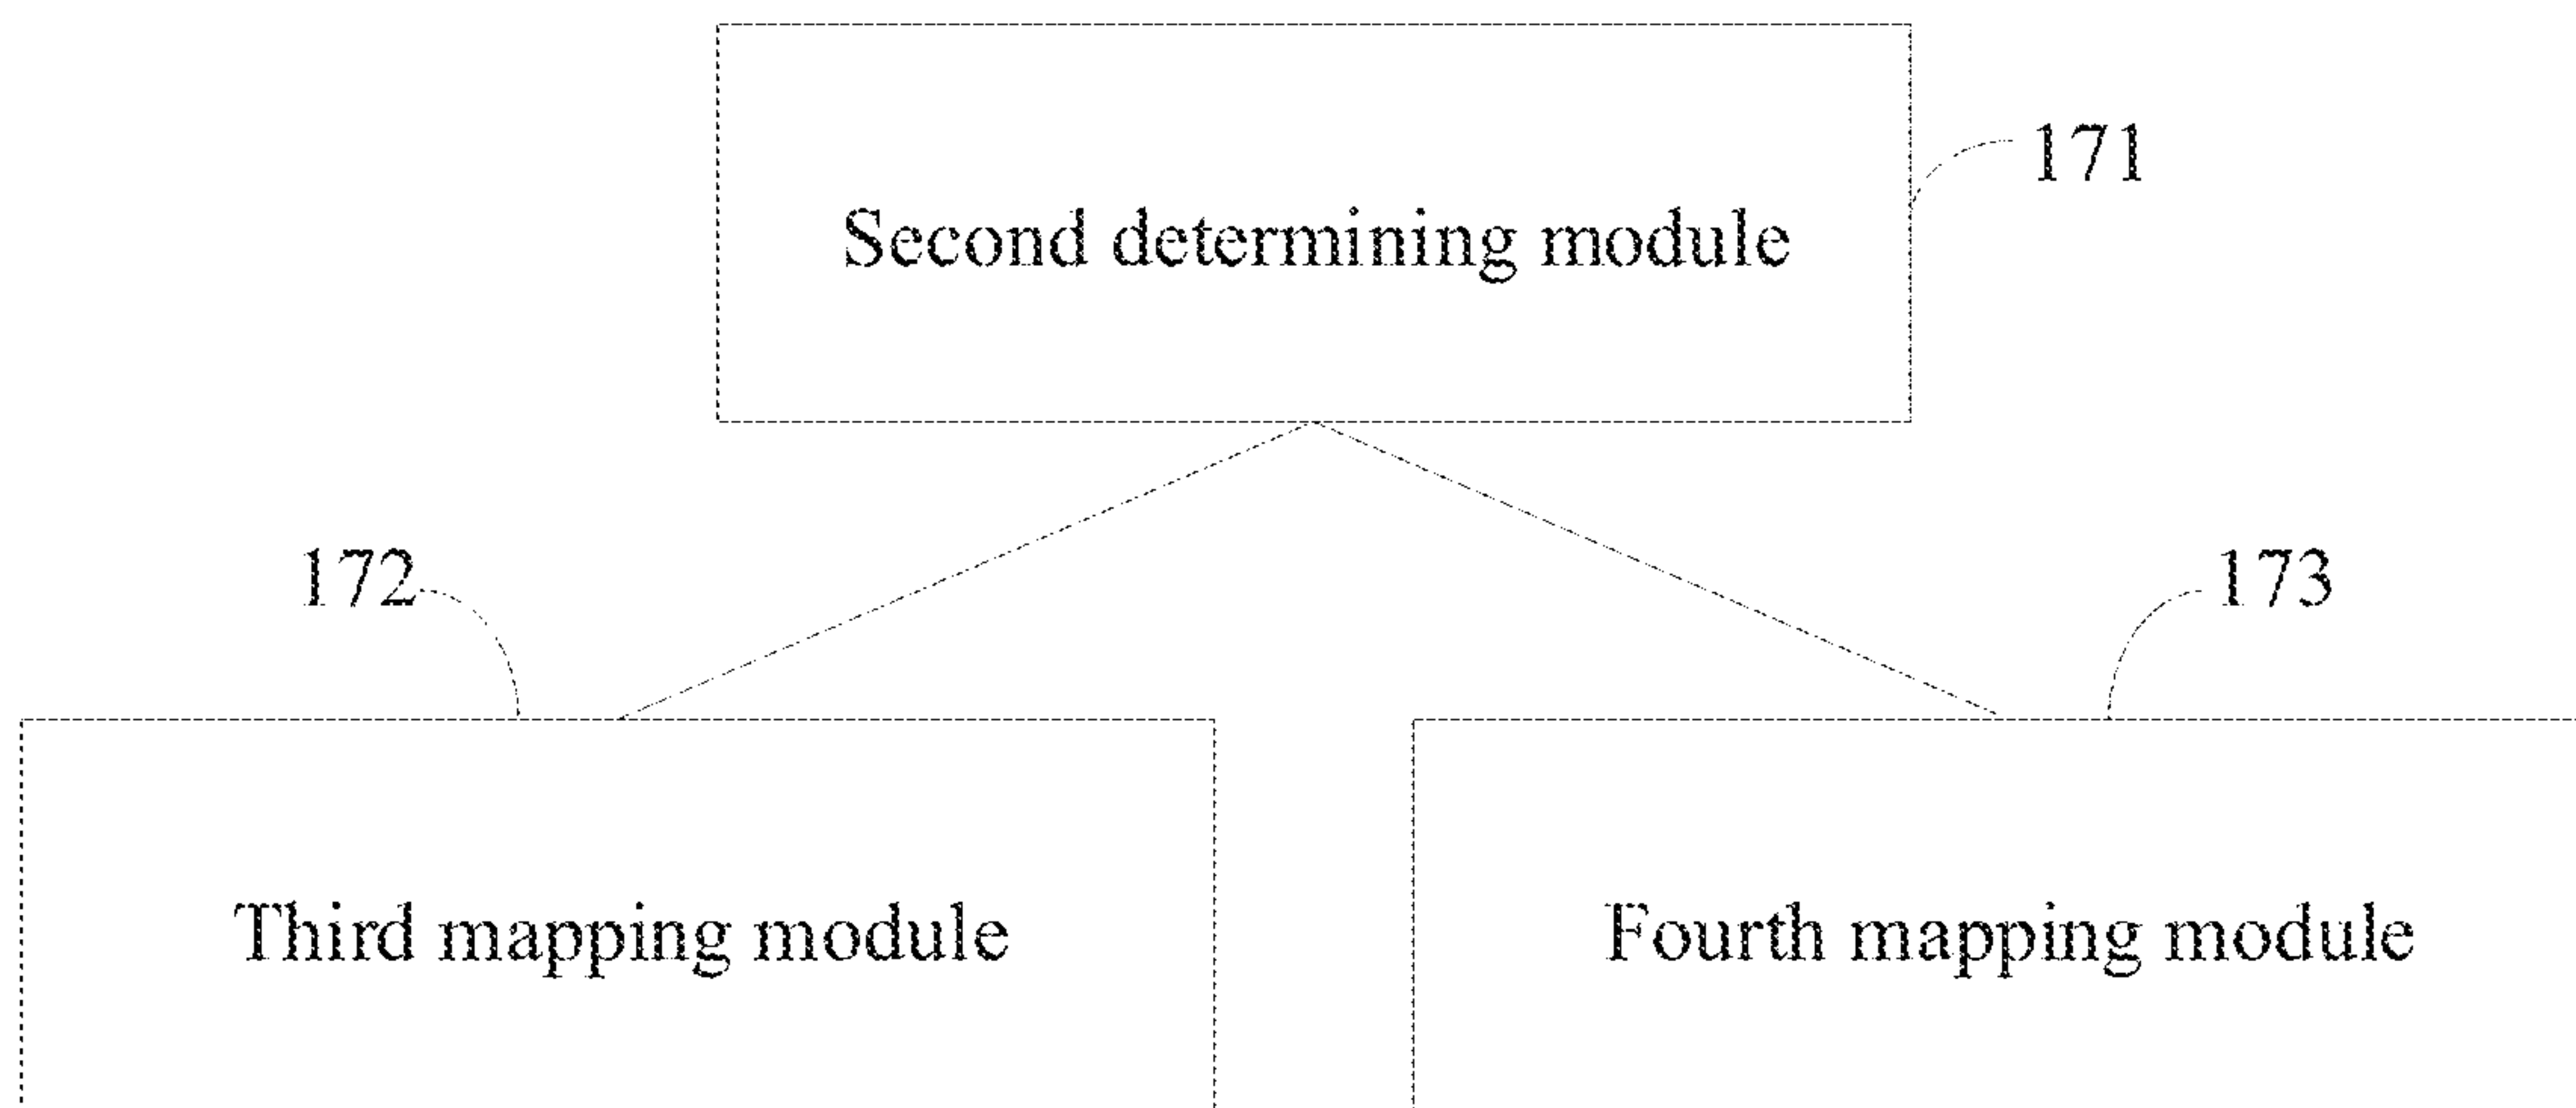 171
Second determining module
172
173
Third mapping module
Fourth mapping module